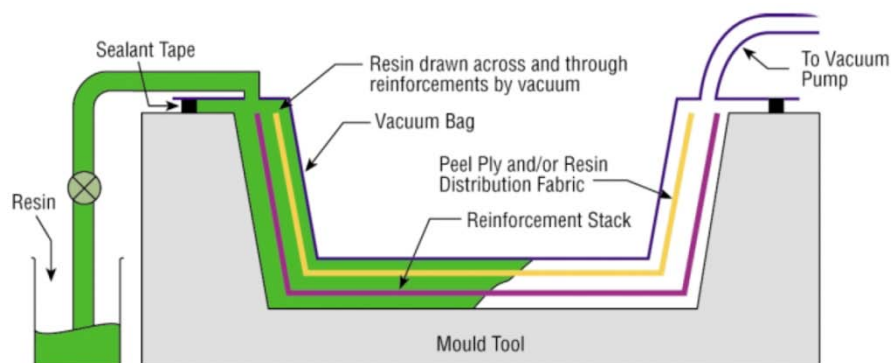 Sealant Tape
Resin drawn across and through
reinforcements by vacuum
To Vacuum
Pump
Vacuum Bag
Peel Ply and/or Resin
Distribution Fabric
Resin
Reinforcement Stack
Mould Tool